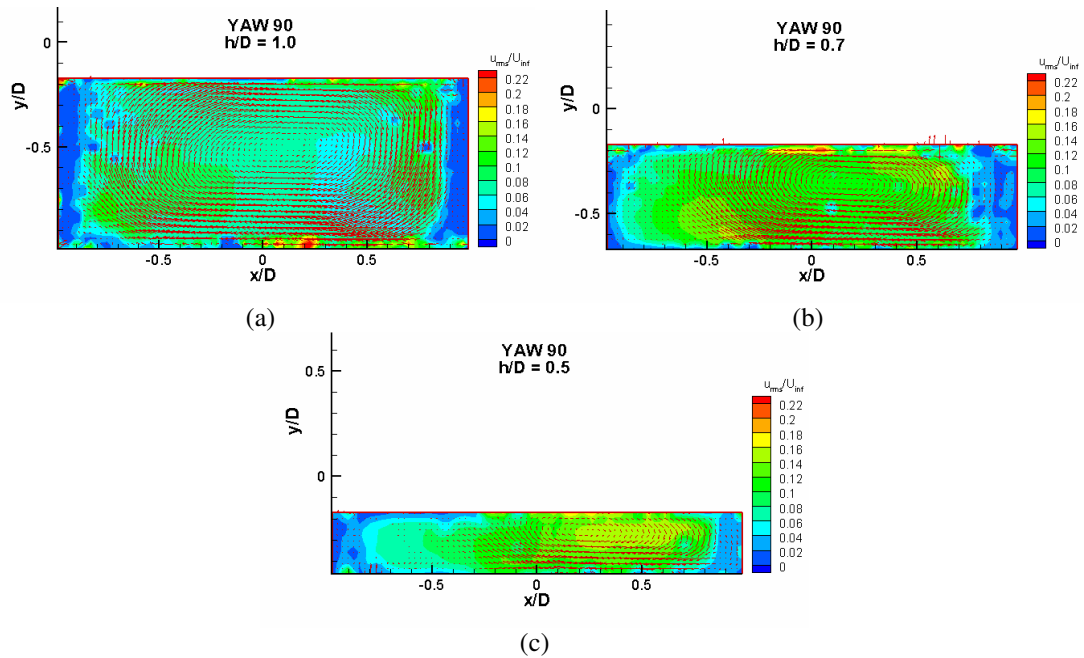 YAW 90
h/D = 1.0
0
-0.5
y/D
-0.5
0
0.5
x/D
u_rms/U_inf
0.22
0.2
0.18
0.16
0.14
0.12
0.1
0.08
0.06
0.04
0.02
0
(a)
YAW 90
h/D = 0.7
0
-0.5
y/D
-0.5
0
0.5
x/D
u_rms/U_inf
0.22
0.2
0.18
0.16
0.14
0.12
0.1
0.08
0.06
0.04
0.02
0
(b)
YAW 90
h/D = 0.5
0.5
0
y/D
-0.5
0
0.5
x/D
u_rms/U_inf
0.22
0.2
0.18
0.16
0.14
0.12
0.1
0.08
0.06
0.04
0.02
0
(c)